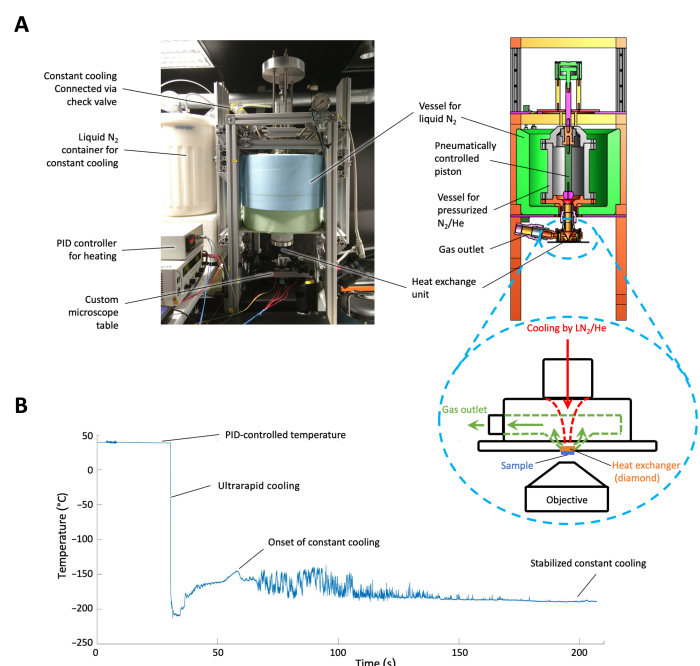 A
Constant cooling
Connected via
check valve
Liquid N₂
container for
constant cooling
PID controller
for heating
Custom
microscope
table
Vessel for
liquid N₂
Pneumatically
controlled
piston
Vessel for
pressurized
N₂/He
Gas outlet
Heat exchange
unit
Cooling by LN₂/He
Gas outlet
Sample
Heat exchanger
(diamond)
Objective
B
PID-controlled temperature
Ultrarapid cooling
Onset of constant cooling
Stabilized constant cooling
Temperature (°C)
50
0
−50
−100
−150
−200
−250
0
50
100
150
200
Time (s)